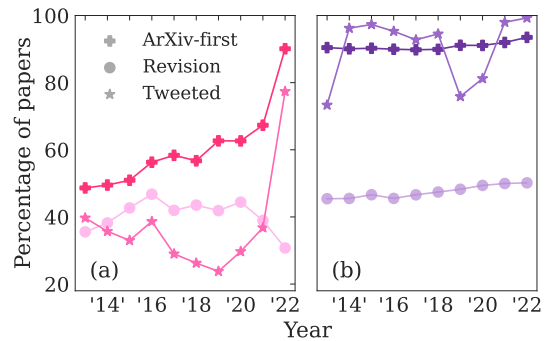 100
80
60
40
20
Percentage of papers
ArXiv-first
Revision
Tweeted
(a)
(b)
'14 '16 '18 '20 '22
'14 '16 '18 '20 '22
Year